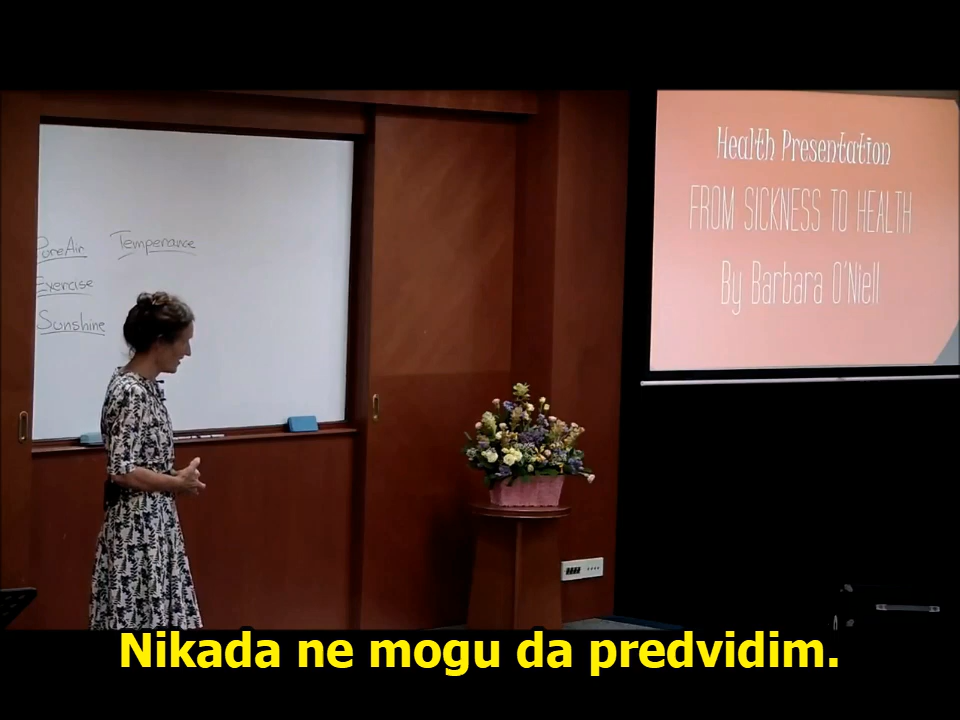 Pure Air
Temperance
Exercise
Sunshine
Health Presentation
FROM SICKNESS TO HEALTH
By Barbara O'Niell
Nikada ne mogu da predvidim.